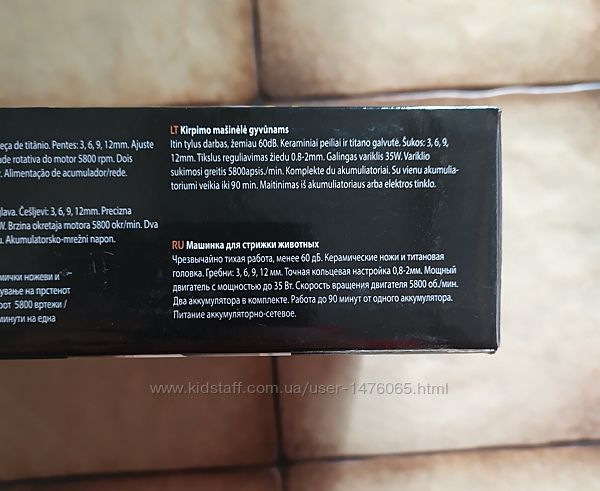 eça de titânio. Pentes: 3, 6, 9, 12mm. Ajuste
ade rotativa do motor 5800 rpm. Dois
. Alimentação de acumulador/rede.
glava. Češljevi: 3, 6, 9, 12mm. Precizna
W. Brzina okretaja motora 5800 okr/min. Dva
u. Akumulatorsko-mrežni napon.
мички ножеви и
ување на прстенот
рот 5800 вртежи /
минути на една
LT Kirpimo mašinėlė gyvūnams
Itin tylus darbas, žemiau 60dB. Keraminiai peiliai ir titano galvutė. Šukos: 3, 6, 9,
12mm. Tikslus reguliavimas žiedu 0.8-2mm. Galingas variklis 35W. Variklio
sukimosi greitis 5800apsis./min. Komplekte du akumuliatoriai. Su vienu akumulia-
toriumi veikia iki 90 min. Maitinimas iš akumuliatoriaus arba elektros tinklo.
RU Машинка для стрижки животных
Чрезвычайно тихая работа, менее 60 дБ. Керамические ножи и титановая
головка. Гребни: 3, 6, 9, 12 мм. Точная кольцевая настройка 0,8-2мм. Мощный
двигатель с мощностью до 35 Вт. Скорость вращения двигателя 5800 об./мин.
Два аккумулятора в комплекте. Работа до 90 минут от одного аккумулятора.
Питание аккумуляторно-сетевое.
www.kidstaff.com.ua/user-1476065.html